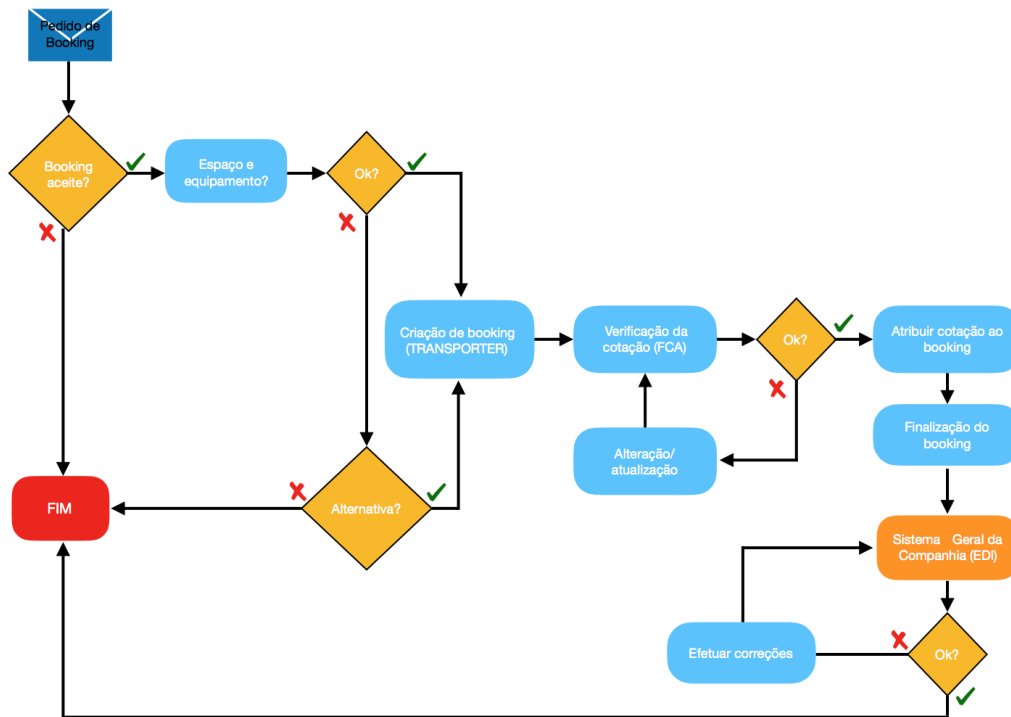 Pedido de
Booking
Booking
aceite?
Espaço e
equipamento?
Ok?
Criação de booking
(TRANSPORTER)
Verificação da
cotação (FCA)
Ok?
Atribuir cotação ao
booking
Alteração/
atualização
Finalização do
booking
FIM
Alternativa?
Sistema Geral da
Companhia (EDI)
Efetuar correções
Ok?